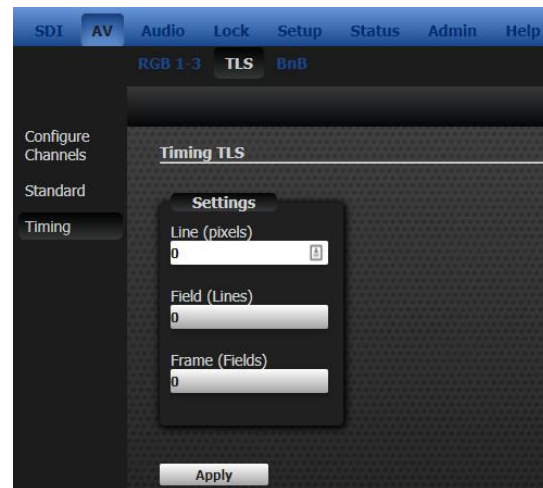 SDI AV Audio Lock Setup Status Admin Help
RGB 1-3 TLS BnB
Configure
Channels
Standard
Timing
Timing TLS
Settings
Line (pixels)
0
Field (Lines)
0
Frame (Fields)
0
Apply